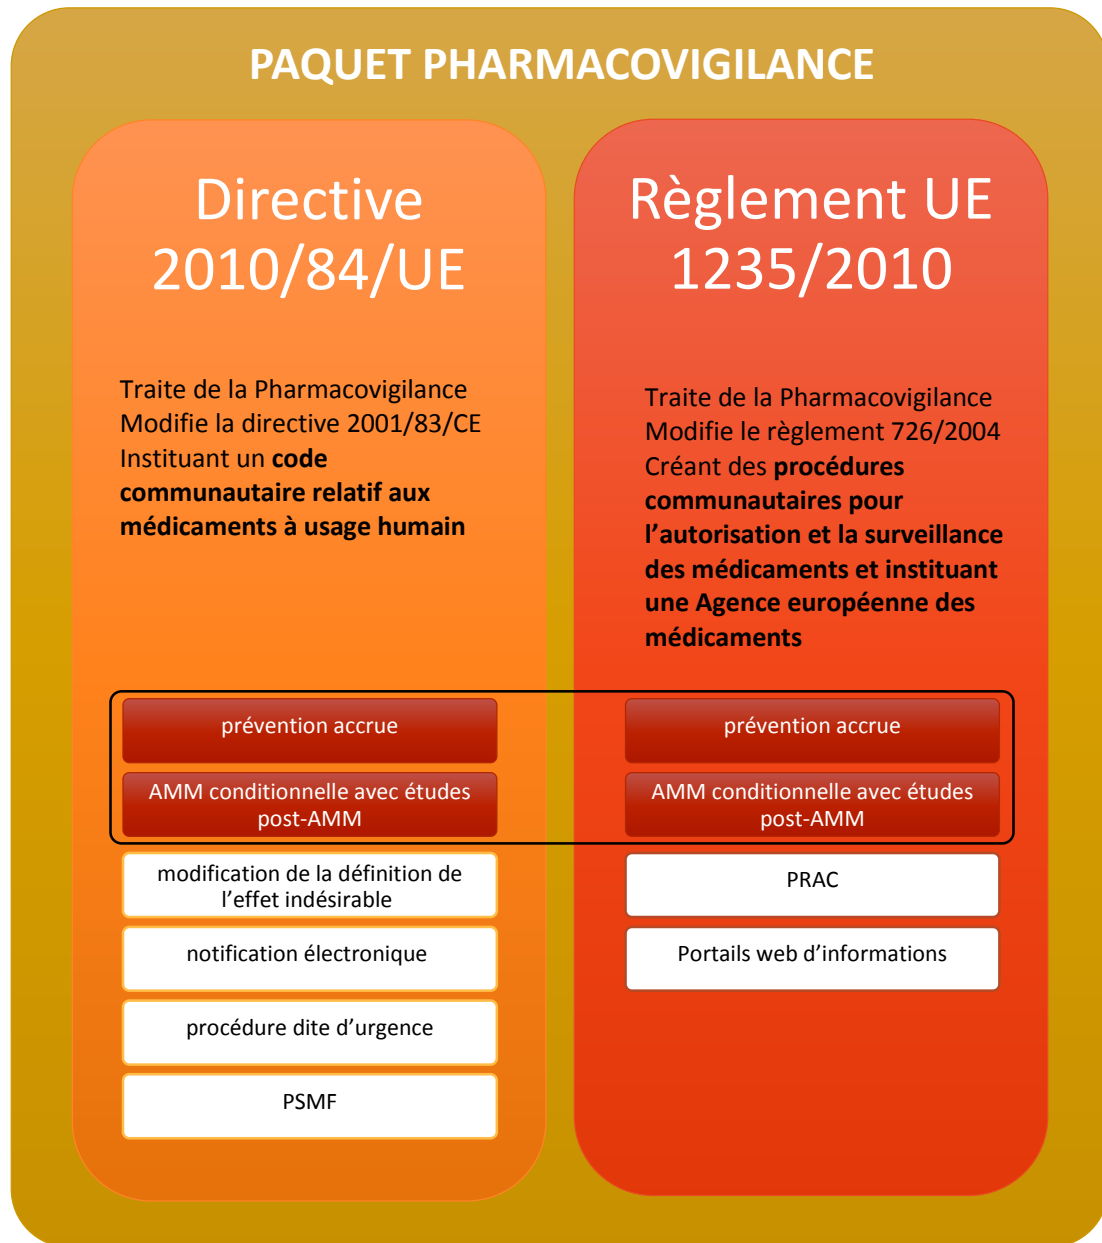 PAQUET PHARMACOVIGILANCE
Directive
2010/84/UE
Traite de la Pharmacovigilance
Modifie la directive 2001/83/CE
Instituant un code
communautaire relatif aux
médicaments à usage humain
prévention accrue
AMM conditionnelle avec études
post-AMM
modification de la définition de
l’effet indésirable
notification électronique
procédure dite d’urgence
PSMF
Règlement UE
1235/2010
Traite de la Pharmacovigilance
Modifie le règlement 726/2004
Créant des procédures
communautaires pour
l’autorisation et la surveillance
des médicaments et instituant
une Agence européenne des
médicaments
prévention accrue
AMM conditionnelle avec études
post-AMM
PRAC
Portails web d’informations